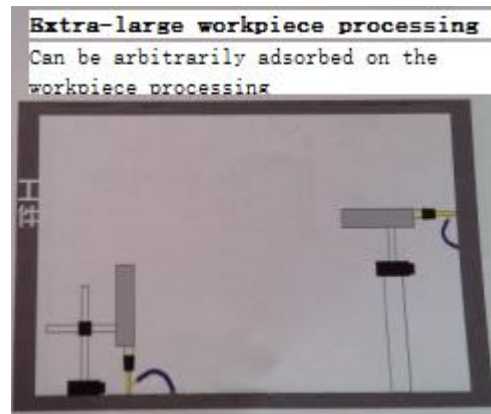 Extra-large workpiece processing
Can be arbitrarily adsorbed on the
workpiece processing